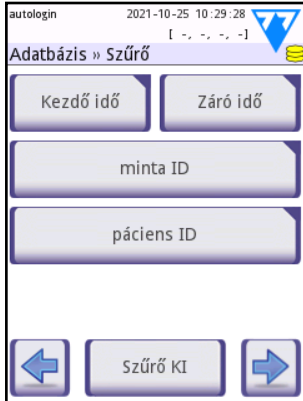 autologin 2021-10-25 10:29:28
[ -, -, -, -]
77
Adatbázis » Szűrő
Kezdő idő Záró idő
minta ID
páciens ID
Szűrő KI